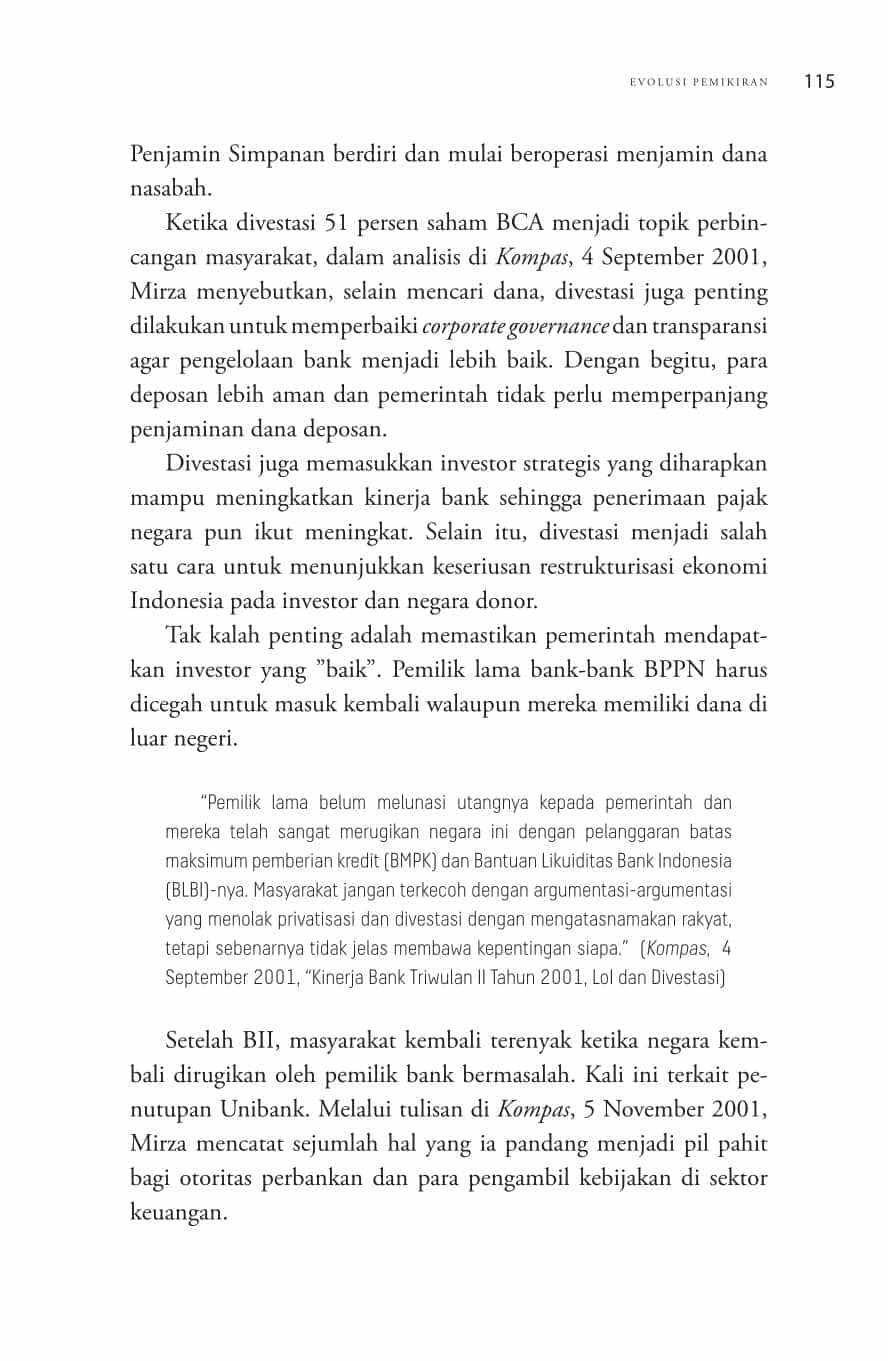 EVOLUSI PEMIKIRAN 115
Penjamin Simpanan berdiri dan mulai beroperasi menjamin dana
nasabah.
Ketika divestasi 51 persen saham BCA menjadi topik perbin-
cangan masyarakat, dalam analisis di Kompas, 4 September 2001,
Mirza menyebutkan, selain mencari dana, divestasi juga penting
dilakukan untuk memperbaiki corporate governance dan transparansi
agar pengelolaan bank menjadi lebih baik. Dengan begitu, para
deposan lebih aman dan pemerintah tidak perlu memperpanjang
penjaminan dana deposan.
Divestasi juga memasukkan investor strategis yang diharapkan
mampu meningkatkan kinerja bank sehingga penerimaan pajak
negara pun ikut meningkat. Selain itu, divestasi menjadi salah
satu cara untuk menunjukkan keseriusan restrukturisasi ekonomi
Indonesia pada investor dan negara donor.
Tak kalah penting adalah memastikan pemerintah mendapat-
kan investor yang ”baik”. Pemilik lama bank-bank BPPN harus
dicegah untuk masuk kembali walaupun mereka memiliki dana di
luar negeri.
“Pemilik lama belum melunasi utangnya kepada pemerintah dan
mereka telah sangat merugikan negara ini dengan pelanggaran batas
maksimum pemberian kredit (BMPK) dan Bantuan Likuiditas Bank Indonesia
(BLBI)-nya. Masyarakat jangan terkecoh dengan argumentasi-argumentasi
yang menolak privatisasi dan divestasi dengan mengatasnamakan rakyat,
tetapi sebenarnya tidak jelas membawa kepentingan siapa.” (Kompas, 4
September 2001, “Kinerja Bank Triwulan II Tahun 2001, LoI dan Divestasi)
Setelah BII, masyarakat kembali terenyak ketika negara kem-
bali dirugikan oleh pemilik bank bermasalah. Kali ini terkait pe-
nutupan Unibank. Melalui tulisan di Kompas, 5 November 2001,
Mirza mencatat sejumlah hal yang ia pandang menjadi pil pahit
bagi otoritas perbankan dan para pengambil kebijakan di sektor
keuangan.